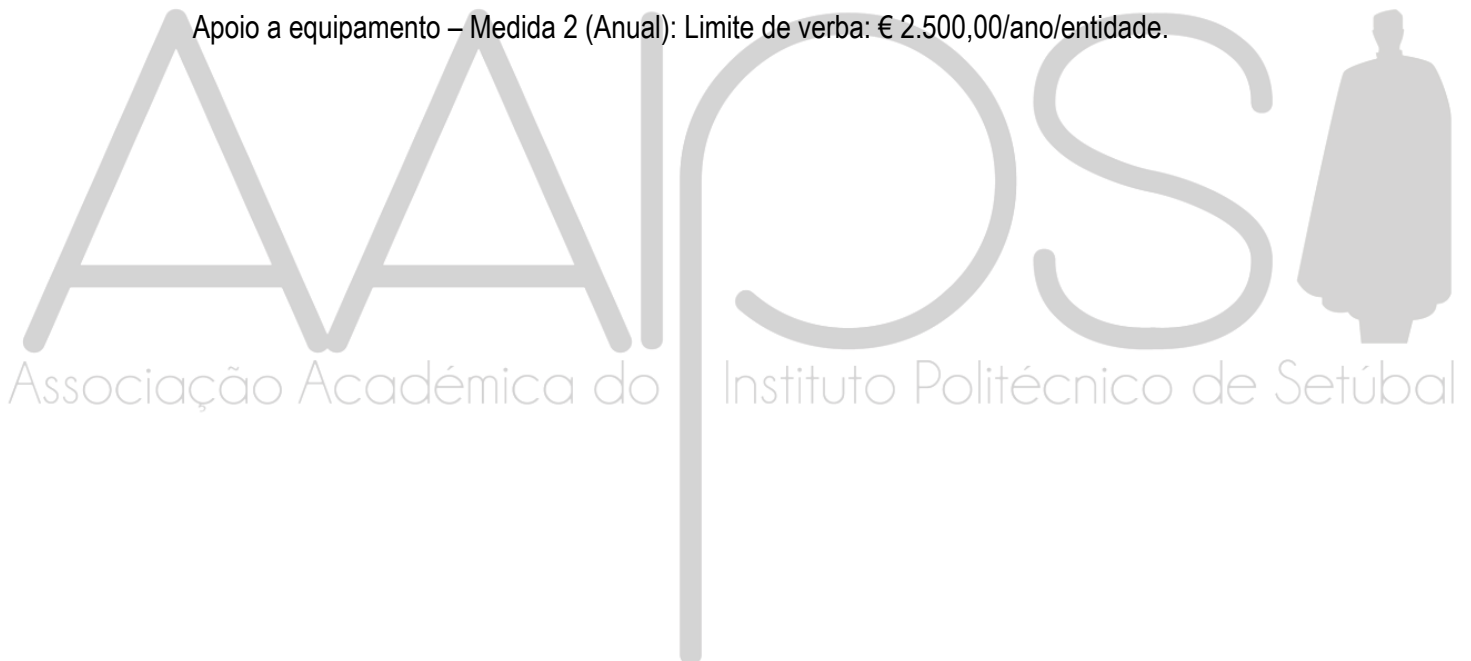 Apoio a equipamento – Medida 2 (Anual): Limite de verba: € 2.500,00/ano/entidade.
AAIPS
Associação Académica do Instituto Politécnico de Setúbal